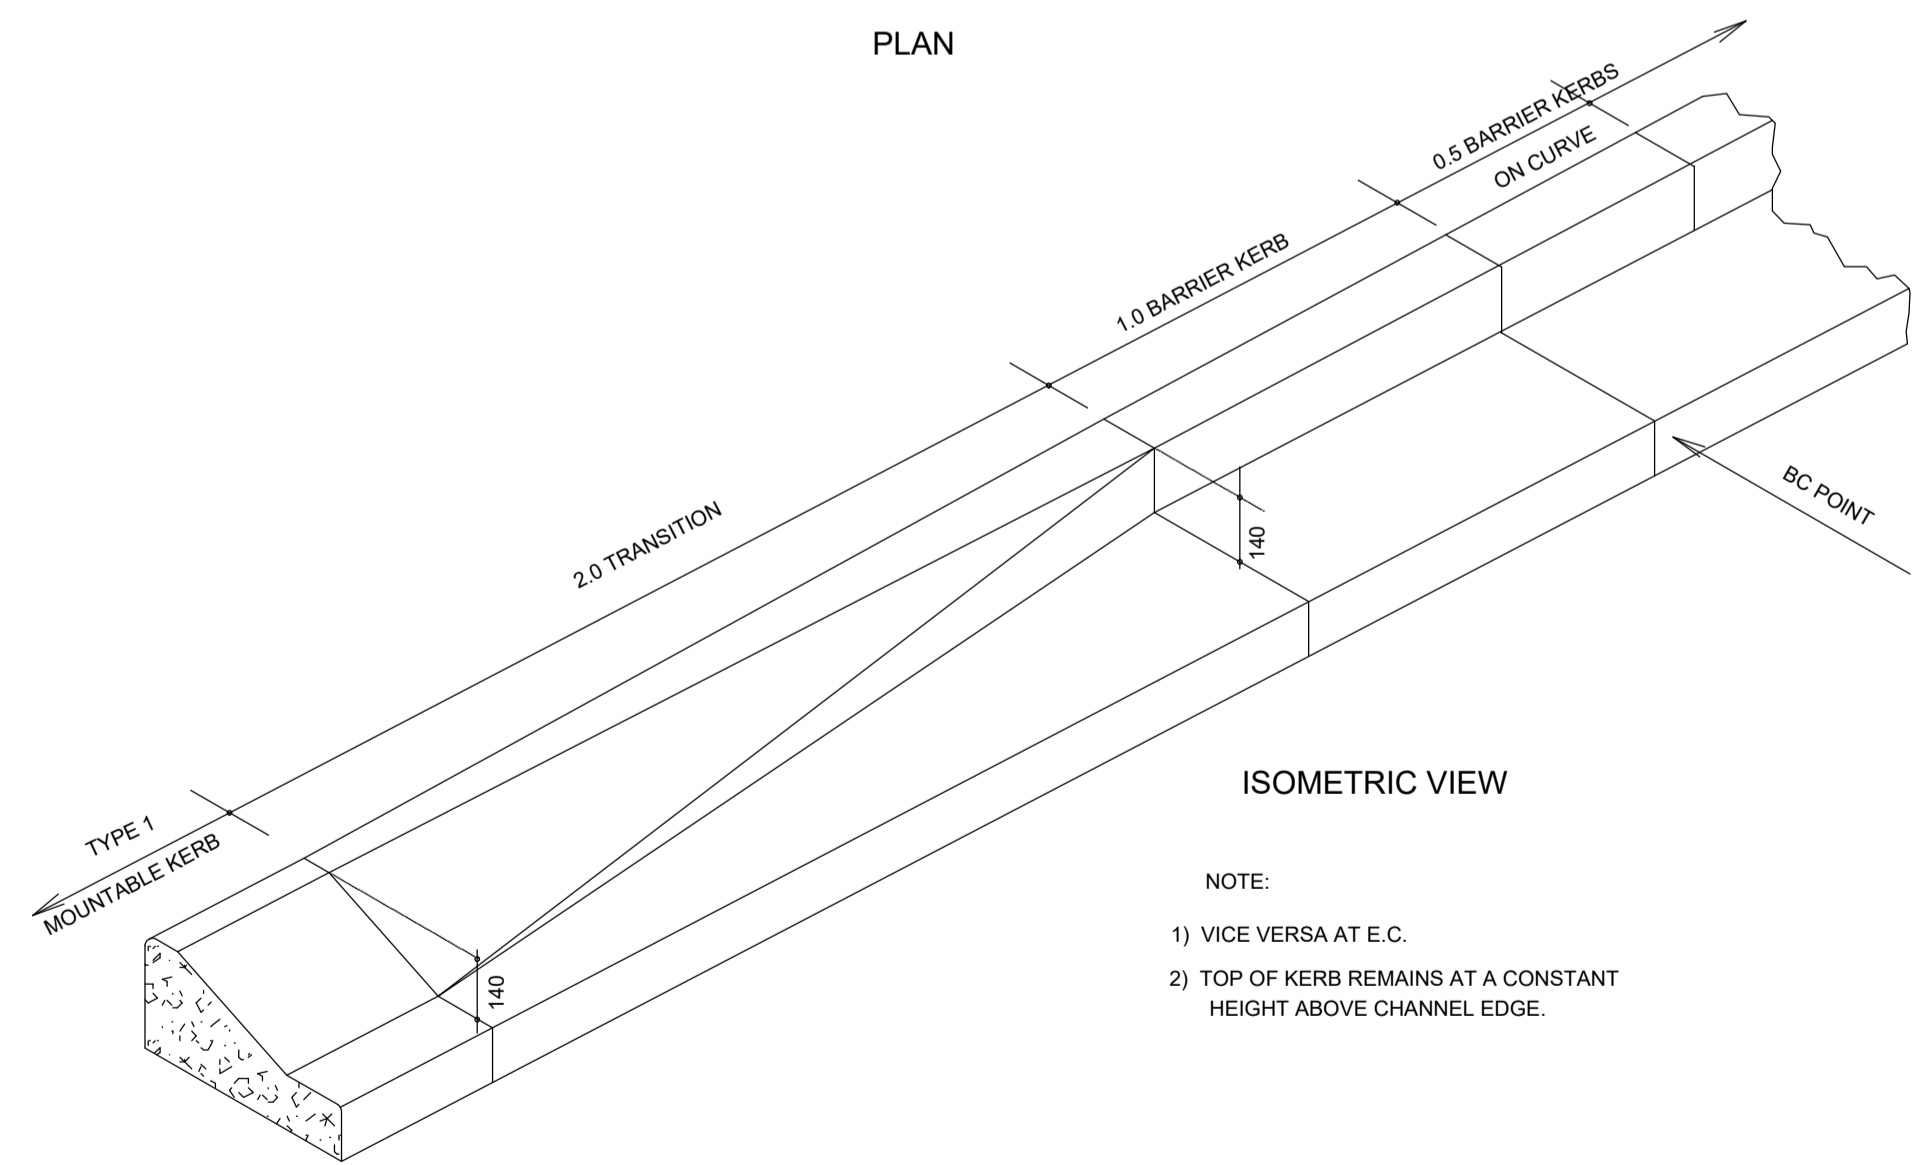 PLAN
0.5 BARRIER KERBS
ON CURVE
1.0 BARRIER KERB
2.0 TRANSITION
140
BC POINT
TYPE 1
MOUNTABLE KERB
140
ISOMETRIC VIEW
NOTE:
1) VICE VERSA AT E.C.
2) TOP OF KERB REMAINS AT A CONSTANT
HEIGHT ABOVE CHANNEL EDGE.